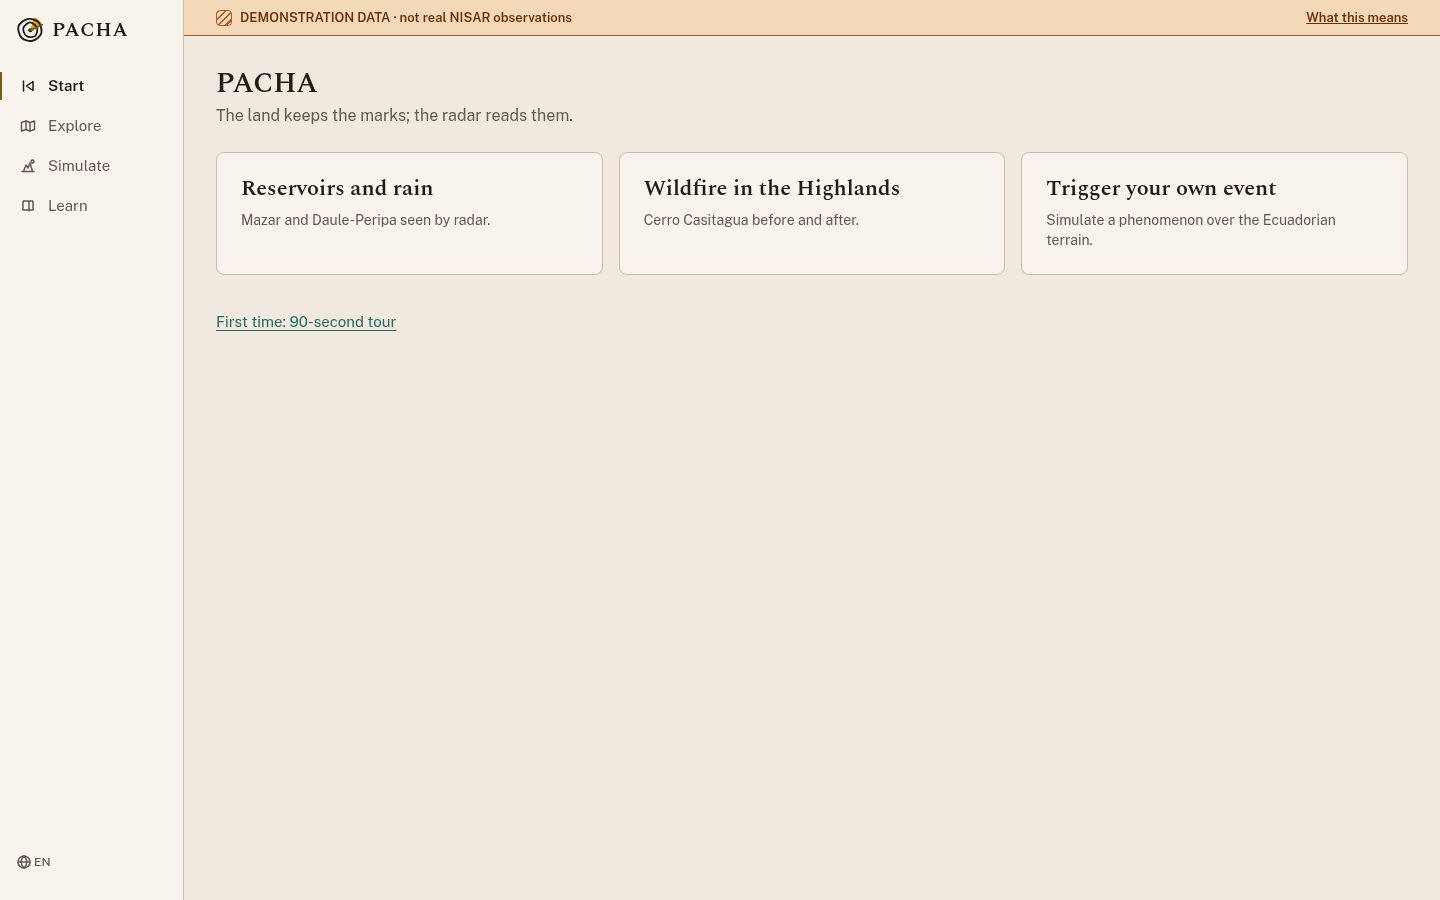 PACHA
Start
Explore
Simulate
Learn
EN
DEMONSTRATION DATA · not real NISAR observations
What this means
PACHA
The land keeps the marks; the radar reads them.
Reservoirs and rain
Mazar and Daule-Peripa seen by radar.
Wildfire in the Highlands
Cerro Casitagua before and after.
Trigger your own event
Simulate a phenomenon over the Ecuadorian
terrain.
First time: 90-second tour